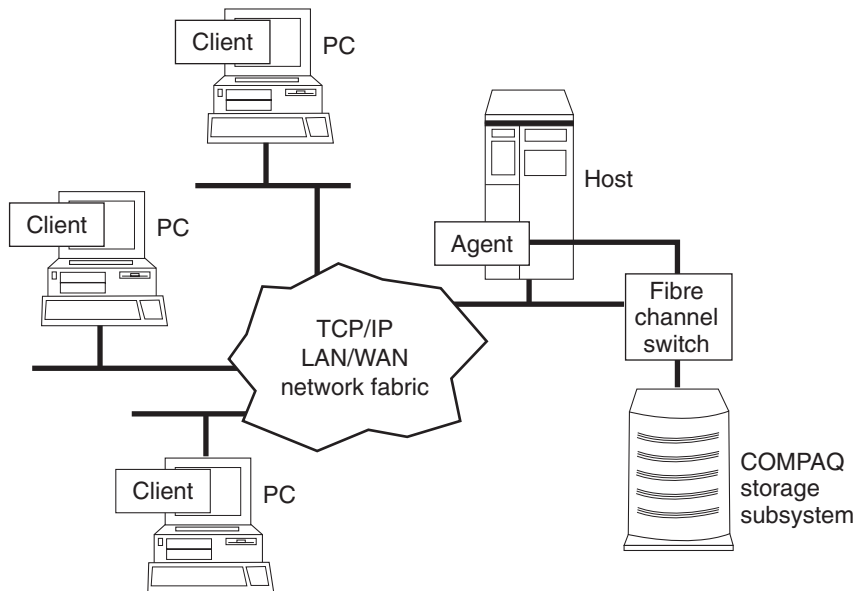 Client
PC
Host
Client
PC
Agent
Fibre
channel
switch
TCP/IP
LAN/WAN
network fabric
Client
PC
COMPAQ
storage
subsystem